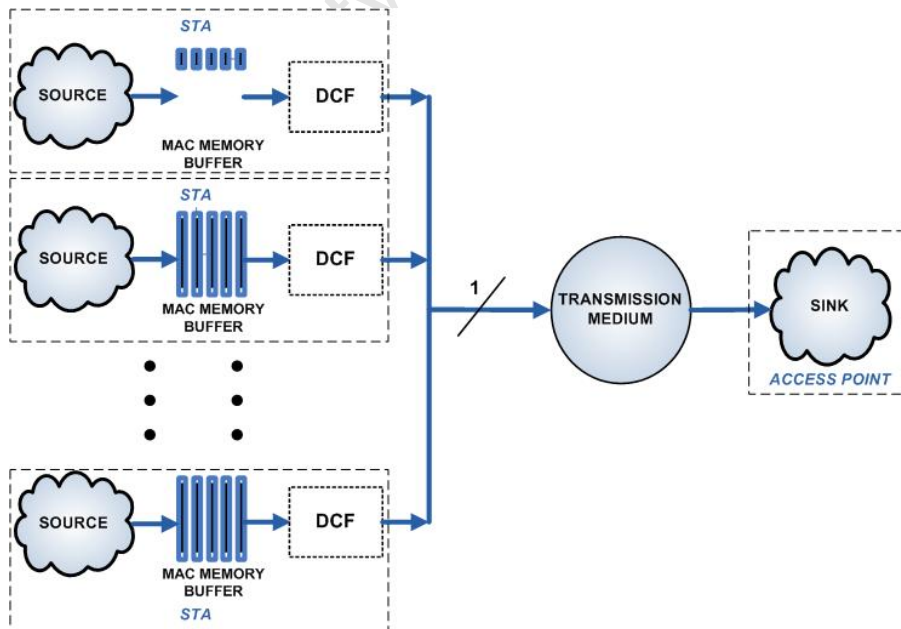 STA
SOURCE
DCF
MAC MEMORY
BUFFER
STA
SOURCE
DCF
MAC MEMORY
BUFFER
1
TRANSMISSION
MEDIUM
SINK
ACCESS POINT
SOURCE
DCF
MAC MEMORY
BUFFER
STA